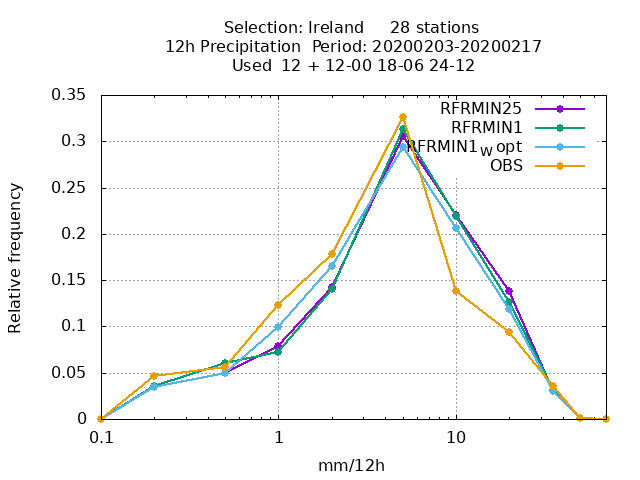 Selection: Ireland 28 stations
12h Precipitation Period: 20200203-20200217
Used 12 + 12-00 18-06 24-12
RFRMIN25
RFRMIN1
RFRMIN1_W opt
OBS
0.35
0.3
0.25
0.2
0.15
0.1
0.05
0
Relative frequency
0.1 1 10
mm/12h